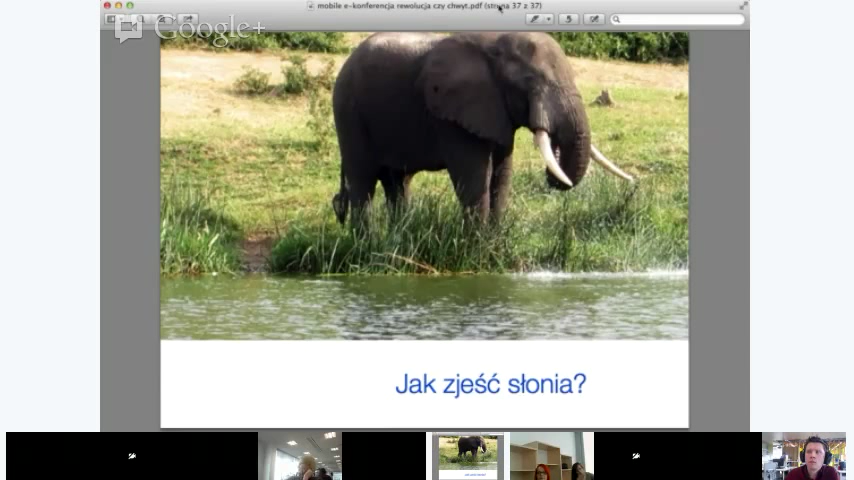 mobile e-konferencja rewolucja czy chwyt.pdf (strona 37 z 37)
Google+
Jak zjeść słonia?